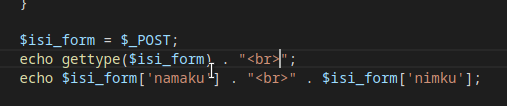 }
$isi_form = $_POST;
echo gettype($isi_form) . "<br>";
echo $isi_form['namaku'] . "<br>" . $isi_form['nimku'];